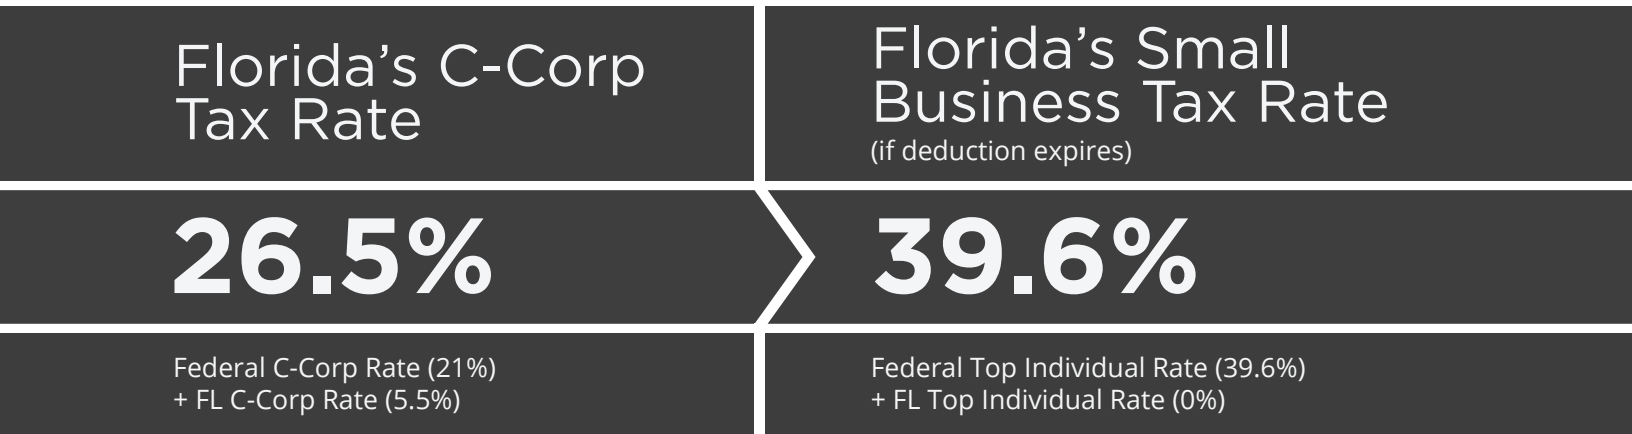 Florida’s C-Corp
Tax Rate
Florida’s Small
Business Tax Rate
(if deduction expires)
26.5%
39.6%
Federal C-Corp Rate (21%)
+ FL C-Corp Rate (5.5%)
Federal Top Individual Rate (39.6%)
+ FL Top Individual Rate (0%)